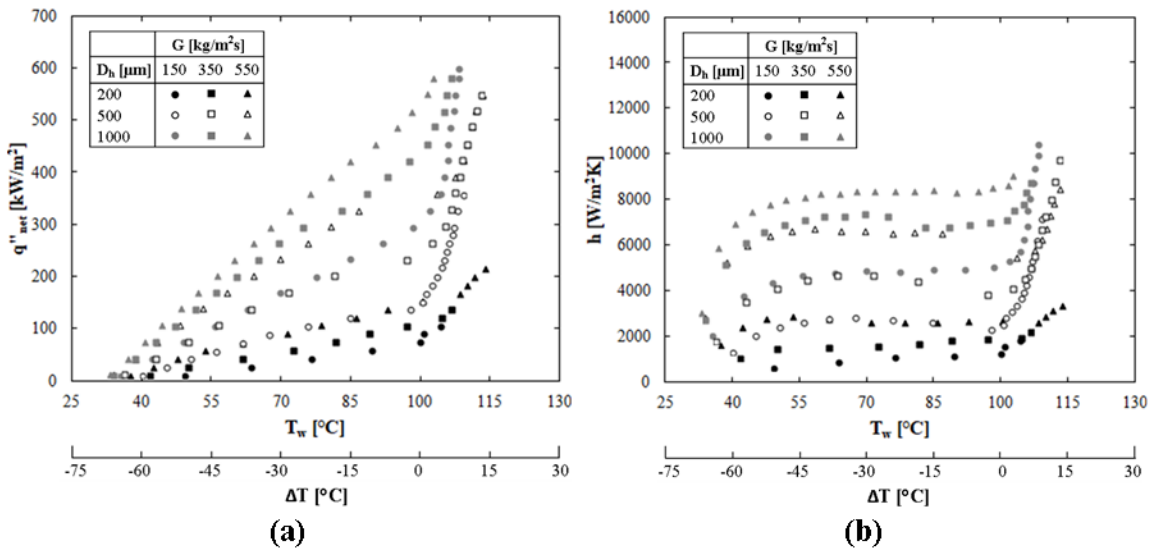 700
600
500
400
300
200
100
0
q''net [kW/m²]
G [kg/m²s]
Dh [µm] 150 350 550
200
500
1000
25 40 55 70 85 100 115 130
Tw [°C]
-75 -60 -45 -30 -15 0 15 30
ΔT [°C]
(a)
16000
14000
12000
10000
8000
6000
4000
2000
0
h [W/m²K]
G [kg/m²s]
Dh [µm] 150 350 550
200
500
1000
25 40 55 70 85 100 115 130
Tw [°C]
-75 -60 -45 -30 -15 0 15 30
ΔT [°C]
(b)